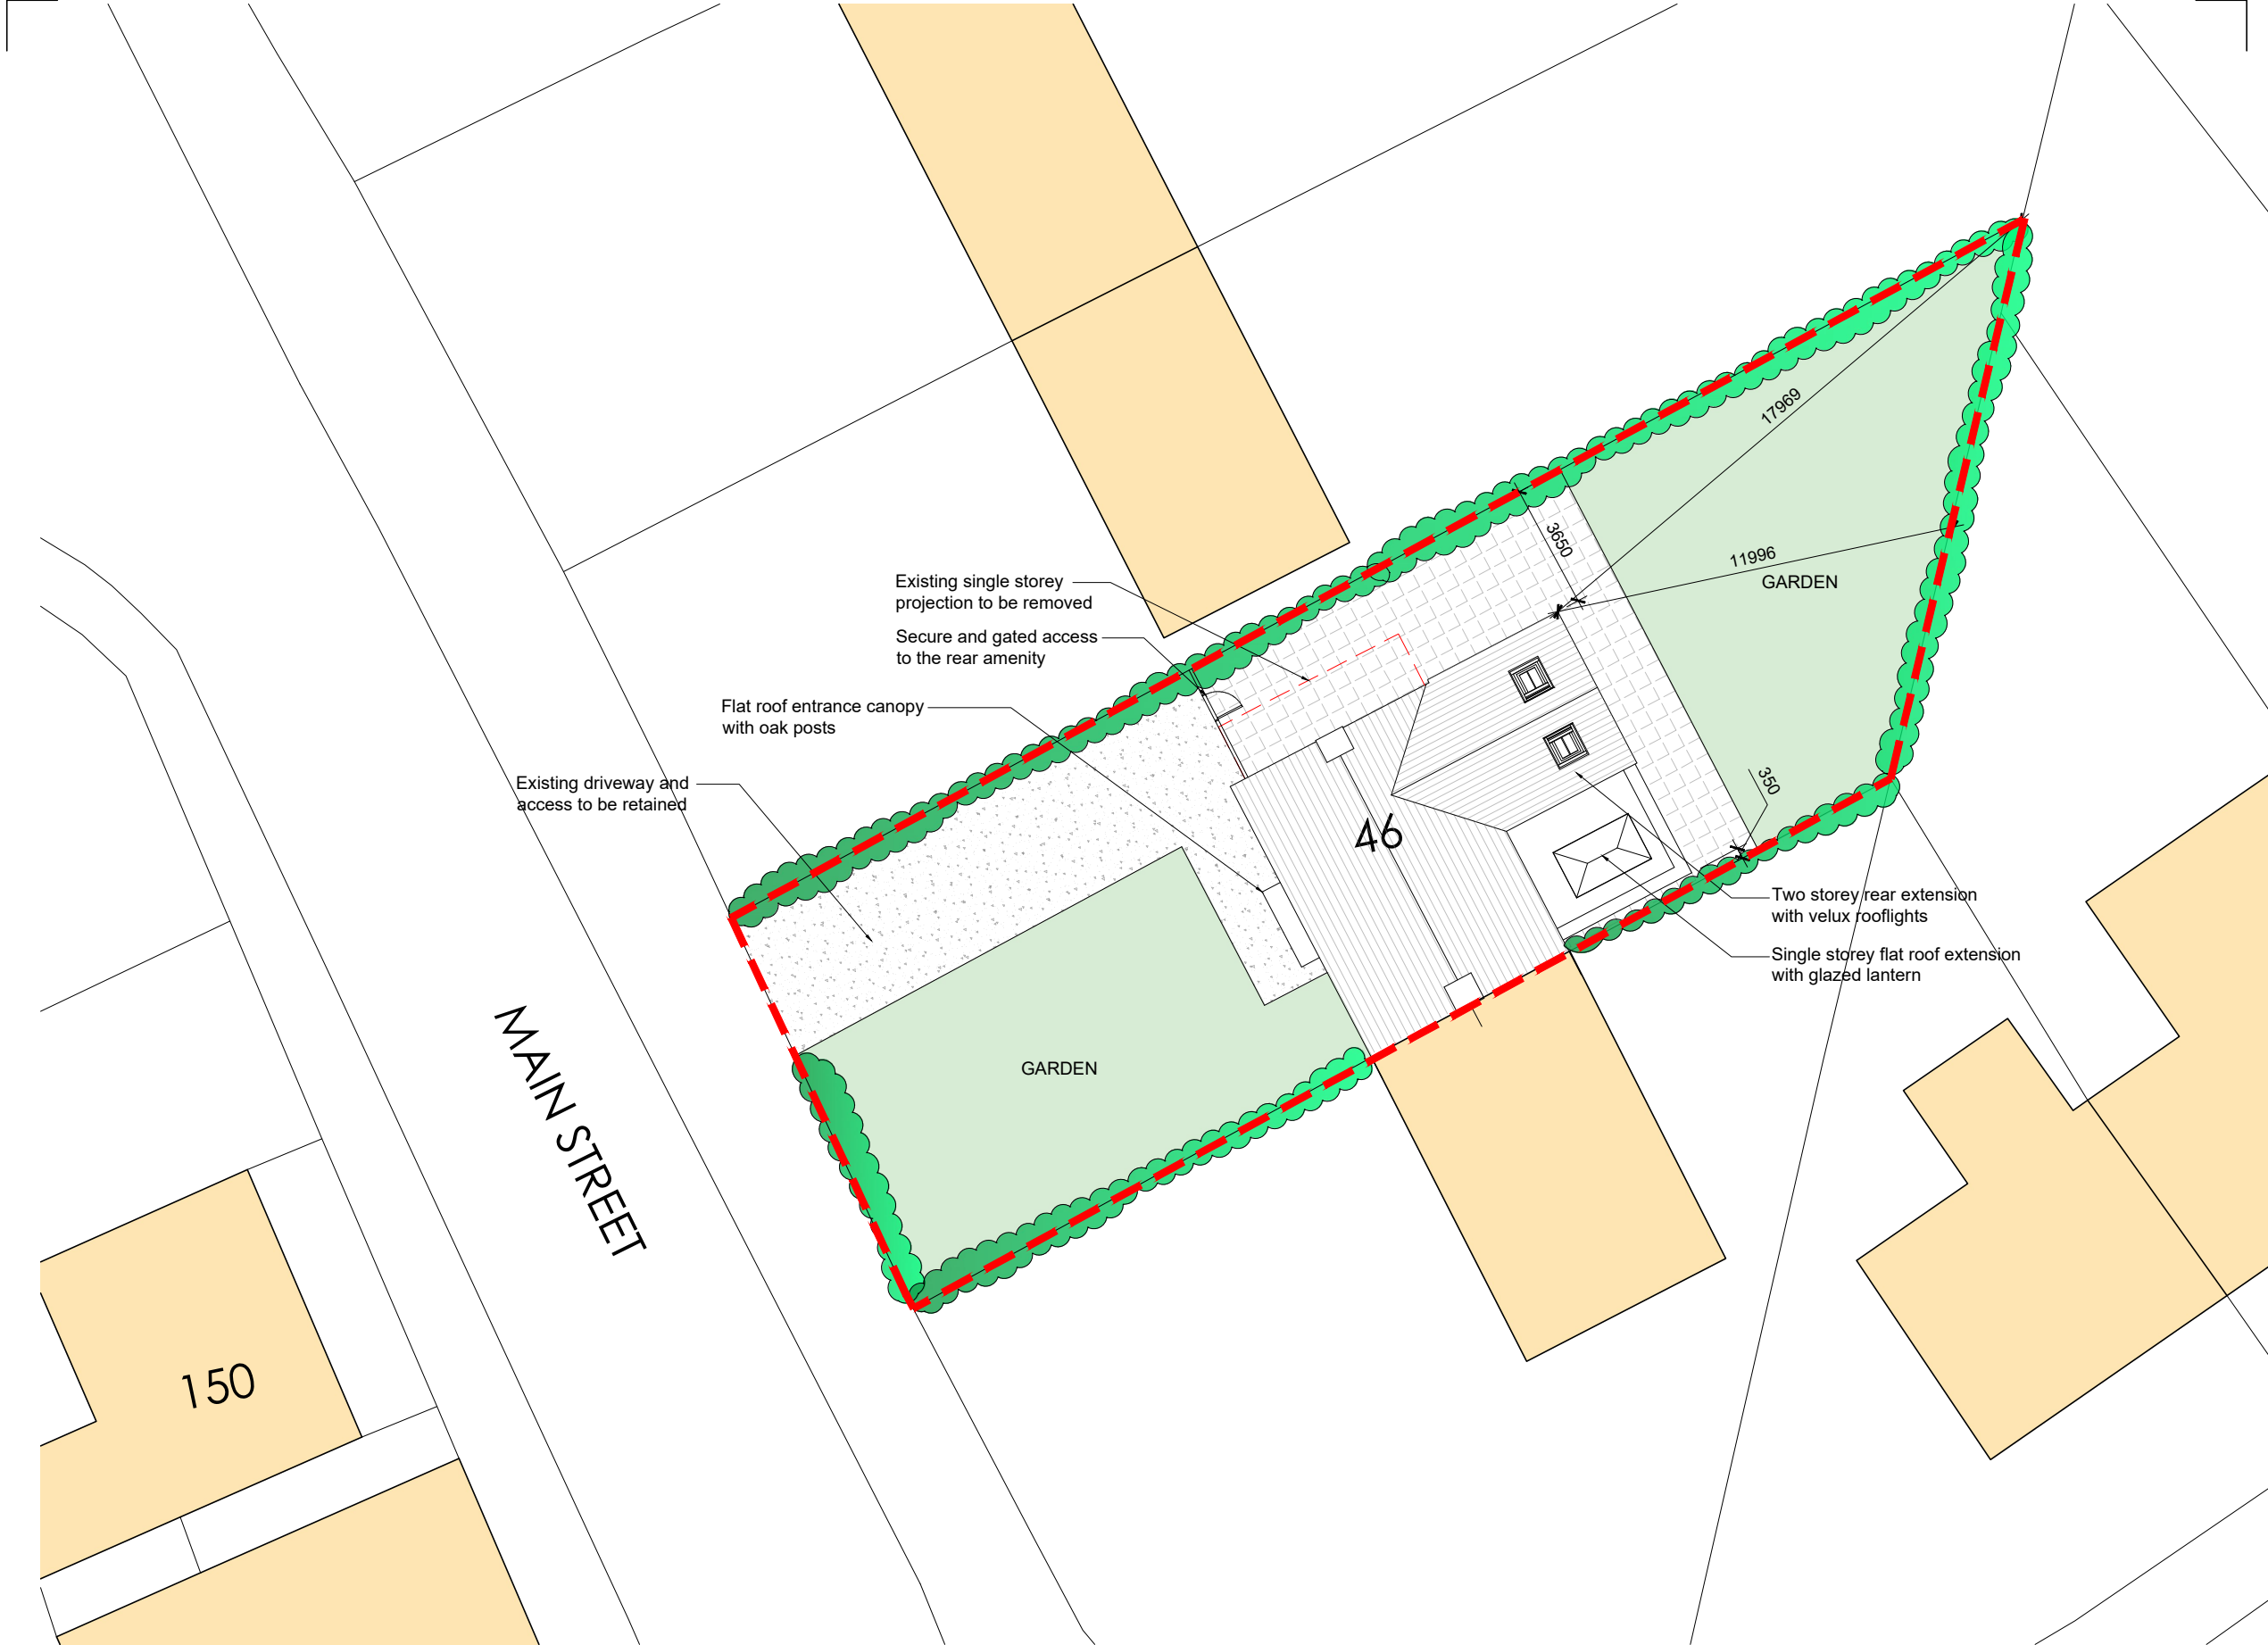 17969
3650
11996
GARDEN
Existing single storey
projection to be removed
Secure and gated access
to the rear amenity
Flat roof entrance canopy
with oak posts
Existing driveway and
access to be retained
350
46
Two storey rear extension
with velux rooflights
Single storey flat roof extension
with glazed lantern
GARDEN
MAIN STREET
150